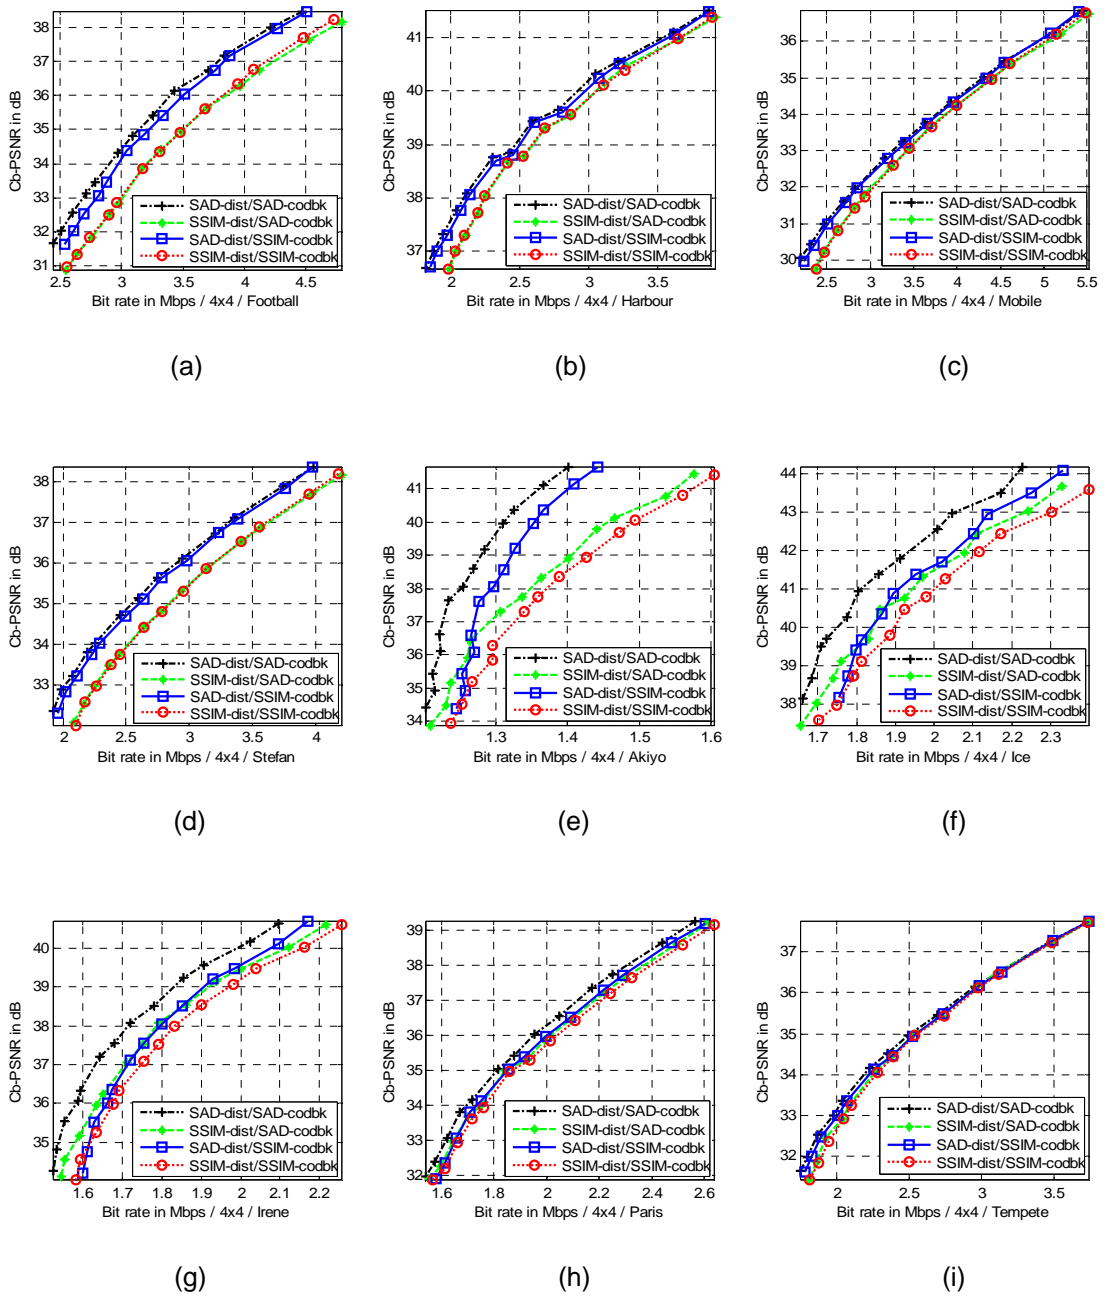 38
37
36
35
34
33
32
31
2.5
3
3.5
4
4.5
Cb-PSNR in dB
Bit rate in Mbps / 4x4 / Football
SAD-dist/SAD-codbk
SSIM-dist/SAD-codbk
SAD-dist/SSIM-codbk
SSIM-dist/SSIM-codbk
(a)
41
40
39
38
37
2
2.5
3
3.5
Cb-PSNR in dB
Bit rate in Mbps / 4x4 / Harbour
SAD-dist/SAD-codbk
SSIM-dist/SAD-codbk
SAD-dist/SSIM-codbk
SSIM-dist/SSIM-codbk
(b)
36
35
34
33
32
31
30
2.5
3
3.5
4
4.5
5
5.5
Cb-PSNR in dB
Bit rate in Mbps / 4x4 / Mobile
SAD-dist/SAD-codbk
SSIM-dist/SAD-codbk
SAD-dist/SSIM-codbk
SSIM-dist/SSIM-codbk
(c)
38
37
36
35
34
33
2
2.5
3
3.5
4
Cb-PSNR in dB
Bit rate in Mbps / 4x4 / Stefan
SAD-dist/SAD-codbk
SSIM-dist/SAD-codbk
SAD-dist/SSIM-codbk
SSIM-dist/SSIM-codbk
(d)
41
40
39
38
37
36
35
34
1.3
1.4
1.5
1.6
Cb-PSNR in dB
Bit rate in Mbps / 4x4 / Akiyo
SAD-dist/SAD-codbk
SSIM-dist/SAD-codbk
SAD-dist/SSIM-codbk
SSIM-dist/SSIM-codbk
(e)
44
43
42
41
40
39
38
1.7
1.8
1.9
2
2.1
2.2
2.3
Cb-PSNR in dB
Bit rate in Mbps / 4x4 / Ice
SAD-dist/SAD-codbk
SSIM-dist/SAD-codbk
SAD-dist/SSIM-codbk
SSIM-dist/SSIM-codbk
(f)
40
39
38
37
36
35
1.6
1.7
1.8
1.9
2
2.1
2.2
Cb-PSNR in dB
Bit rate in Mbps / 4x4 / Irene
SAD-dist/SAD-codbk
SSIM-dist/SAD-codbk
SAD-dist/SSIM-codbk
SSIM-dist/SSIM-codbk
(g)
39
38
37
36
35
34
33
32
1.6
1.8
2
2.2
2.4
2.6
Cb-PSNR in dB
Bit rate in Mbps / 4x4 / Paris
SAD-dist/SAD-codbk
SSIM-dist/SAD-codbk
SAD-dist/SSIM-codbk
SSIM-dist/SSIM-codbk
(h)
37
36
35
34
33
32
2
2.5
3
3.5
Cb-PSNR in dB
Bit rate in Mbps / 4x4 / Tempete
SAD-dist/SAD-codbk
SSIM-dist/SAD-codbk
SAD-dist/SSIM-codbk
SSIM-dist/SSIM-codbk
(i)